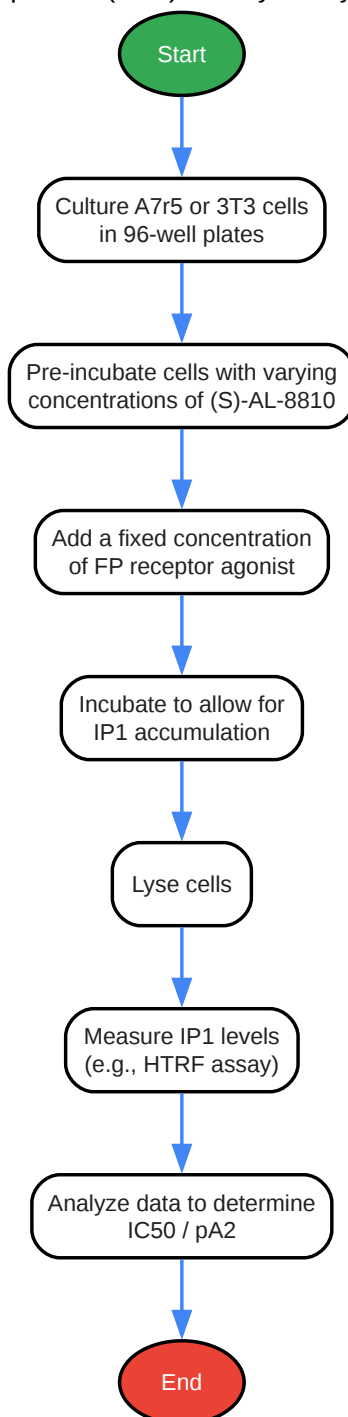 Start
Culture A7r5 or 3T3 cells
in 96-well plates
Pre-incubate cells with varying
concentrations of (S)-AL-8810
Add a fixed concentration
of FP receptor agonist
Incubate to allow for
IP1 accumulation
Lyse cells
Measure IP1 levels
(e.g., HTRF assay)
Analyze data to determine
IC50 / pA2
End